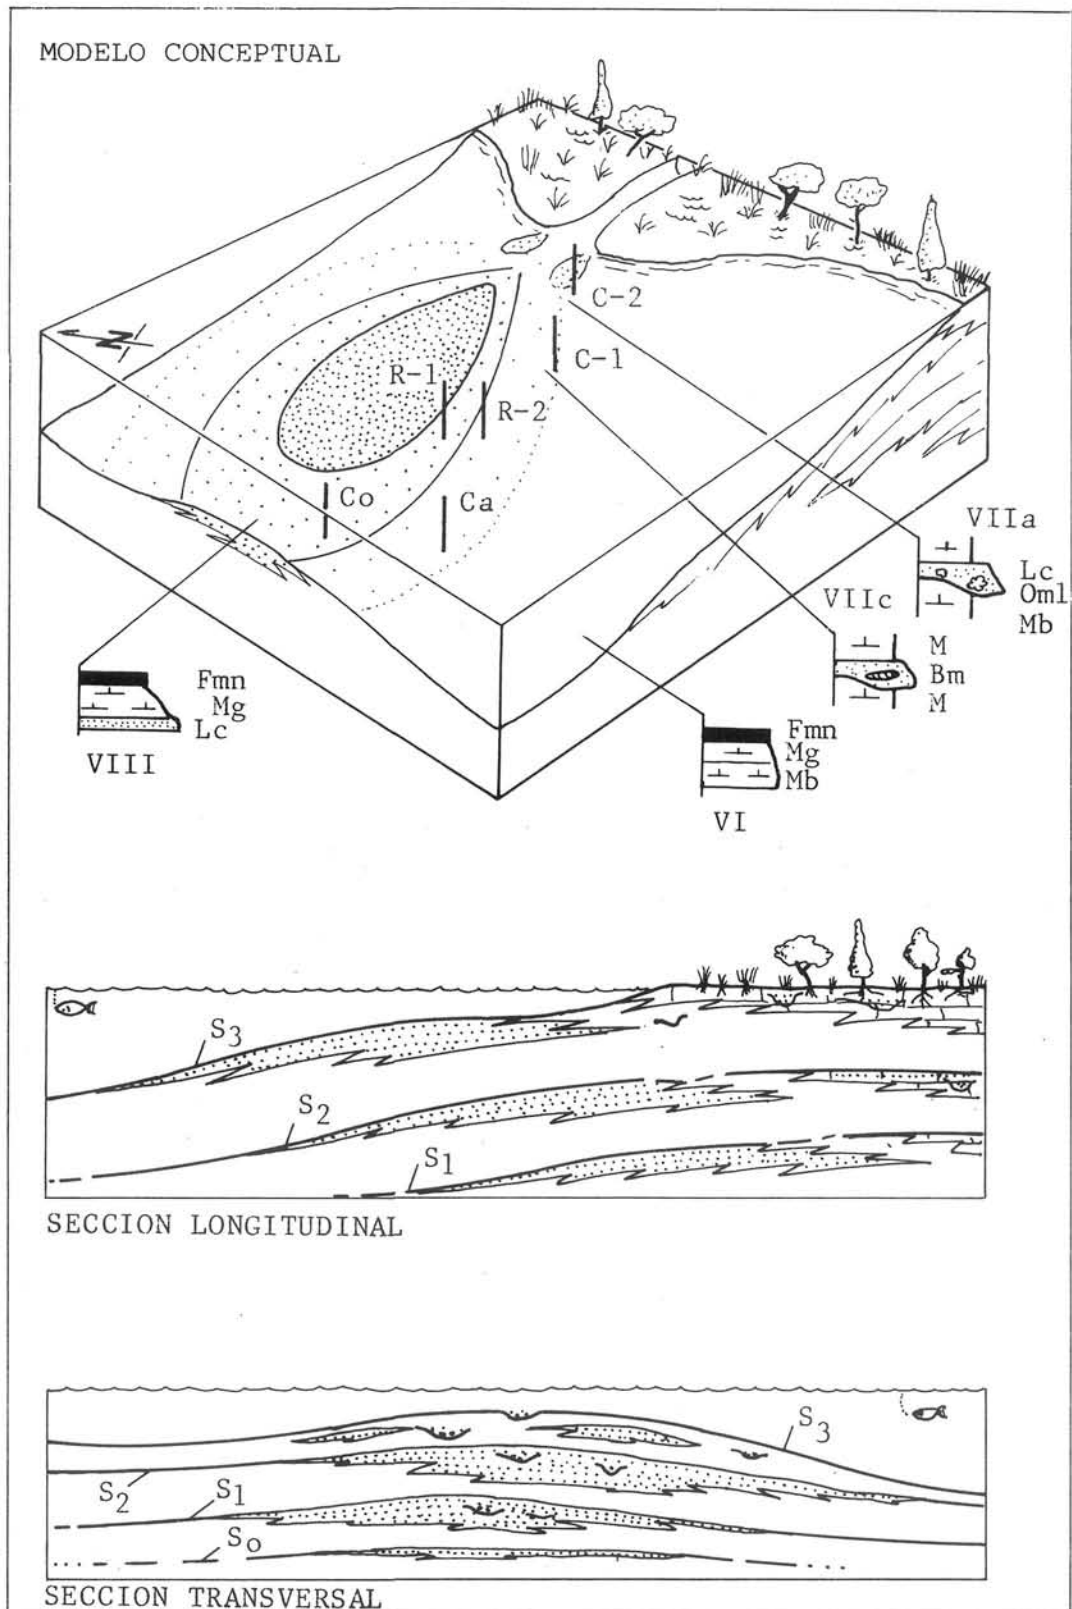 MODELO CONCEPTUAL
N
C-2
C-1
R-1
R-2
Co
Ca
VIIa
Lc
Oml
Mb
VIIc
M
Bm
M
Fmn
Mg
Lc
VIII
Fmn
Mg
Mb
VI
S3
S2
S1
SECCION LONGITUDINAL
S3
S2
S1
So
SECCION TRANSVERSAL